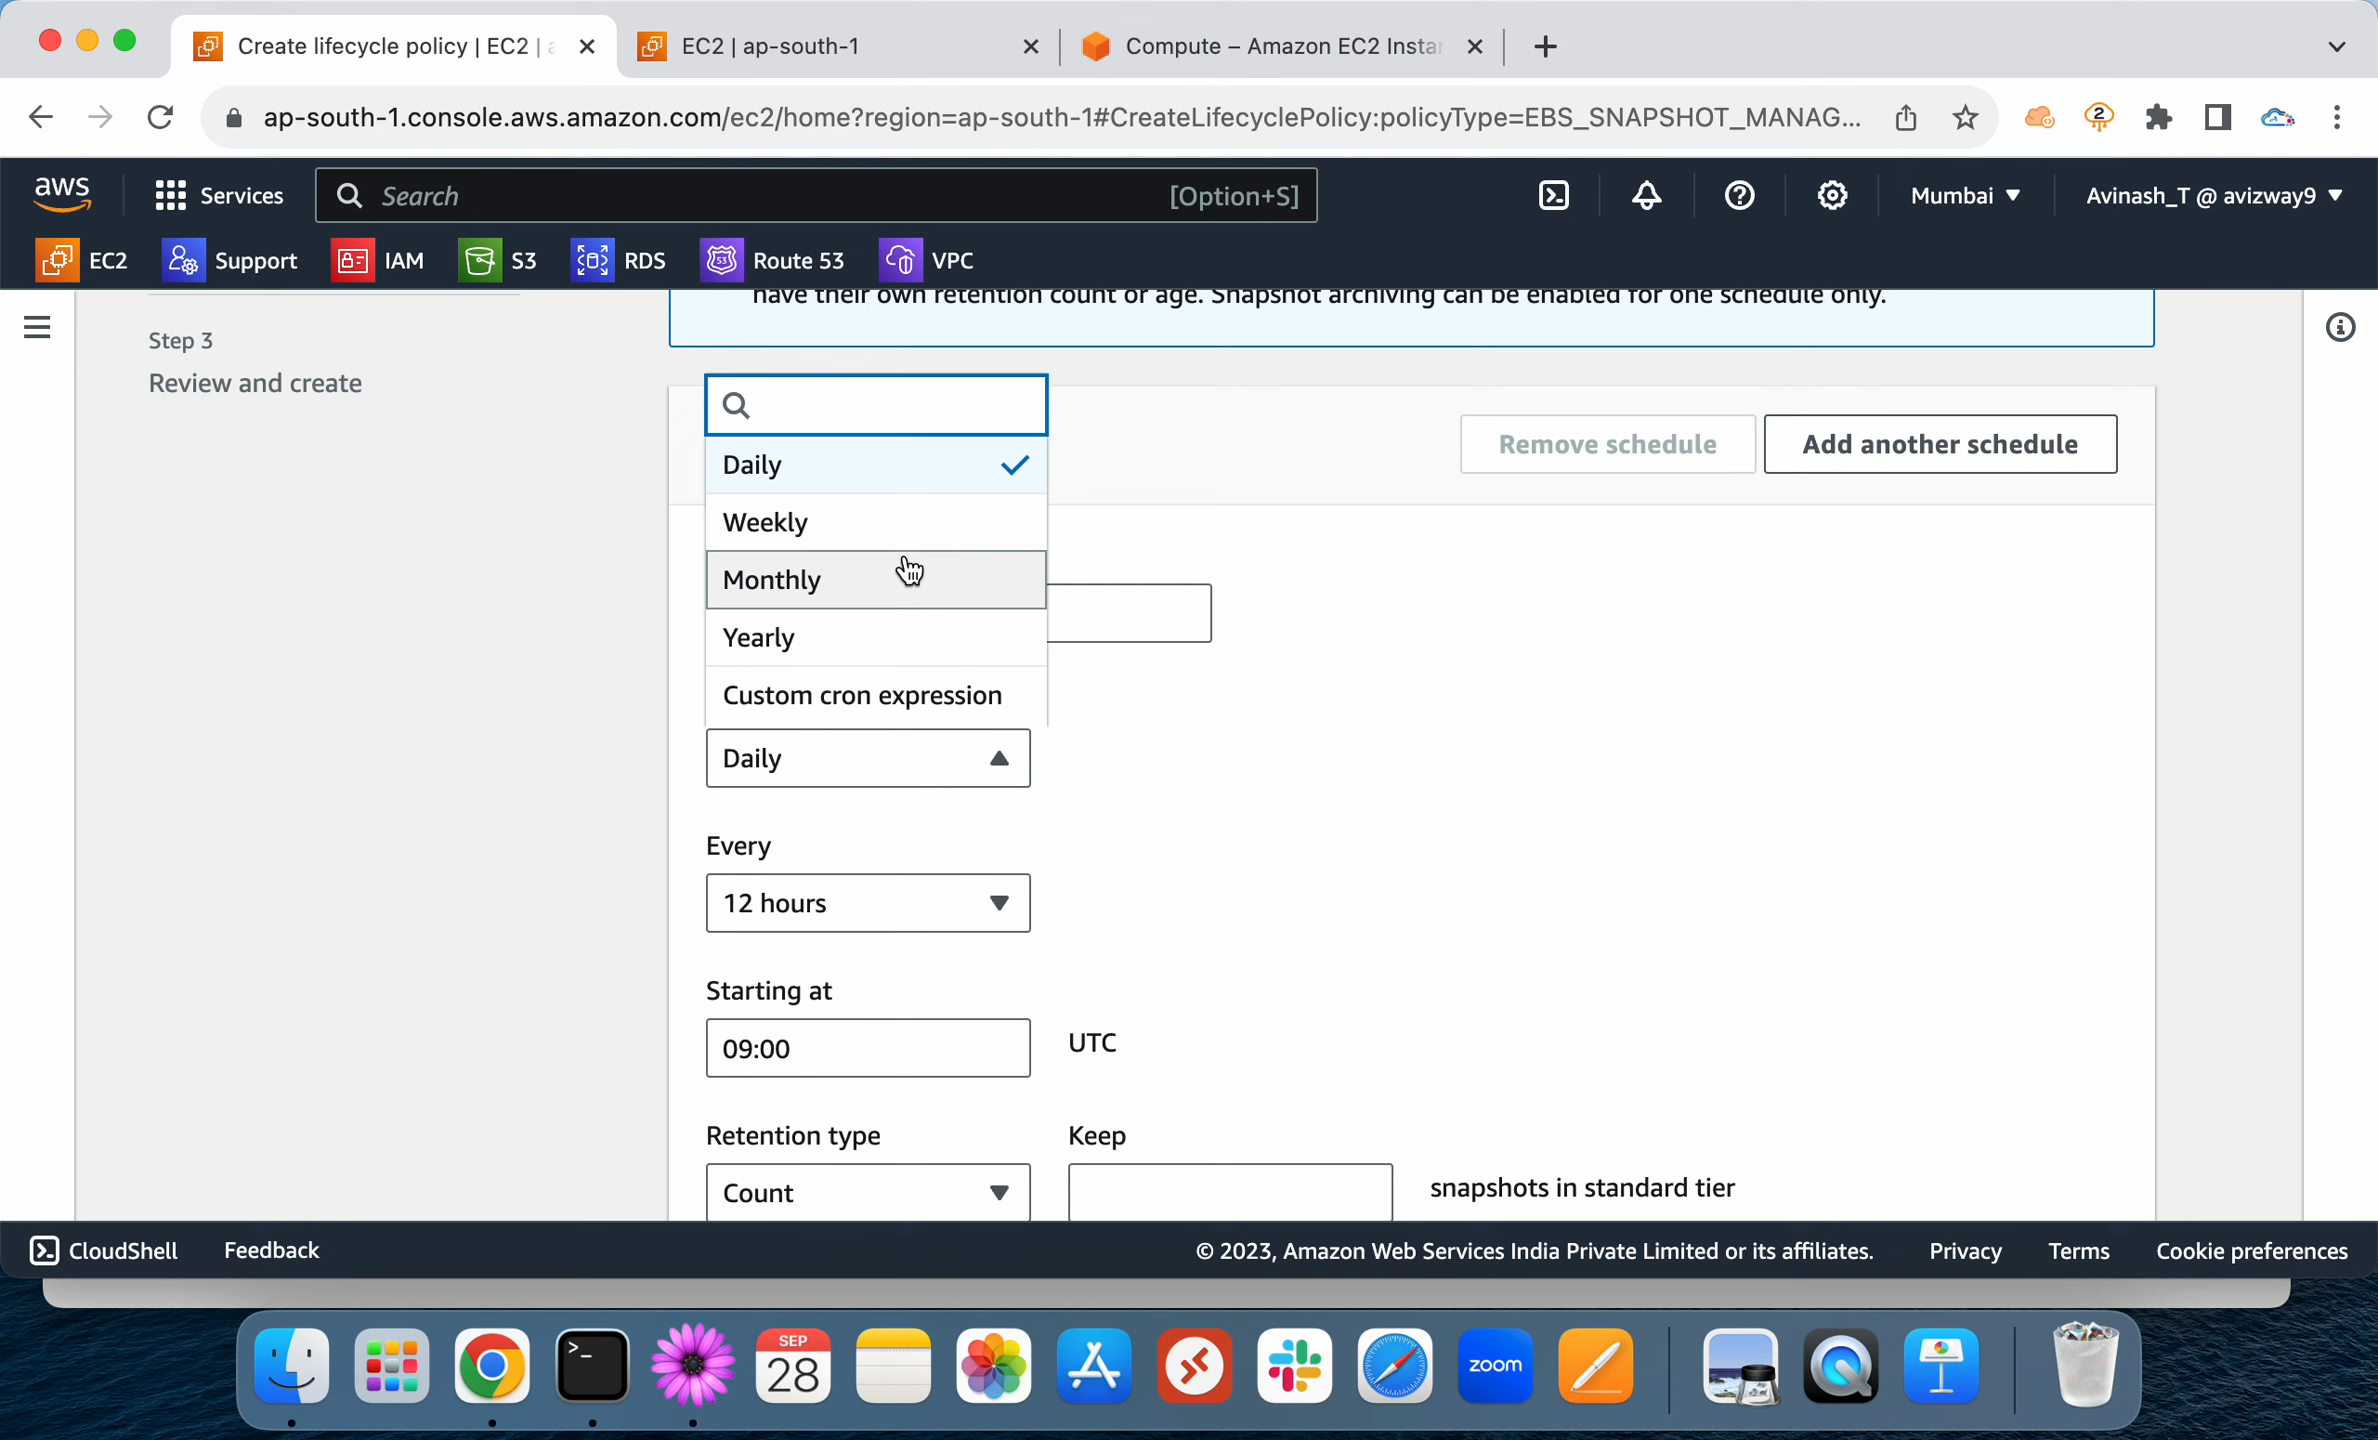 Create lifecycle policy | EC2 | a
EC2 | ap-south-1
Compute – Amazon EC2 Instan
ap-south-1.console.aws.amazon.com/ec2/home?region=ap-south-1#CreateLifecyclePolicy:policyType=EBS_SNAPSHOT_MANAG...
2
aws
Services
Search
[Option+S]
Mumbai
Avinash_T @ avizway9
EC2
Support
IAM
S3
RDS
53
Route 53
VPC
have their own retention count or age. Snapshot archiving can be enabled for one schedule only.
Step 3
Review and create
Remove schedule
Add another schedule
Daily
Weekly
Monthly
Yearly
Custom cron expression
Daily
Every
12 hours
Starting at
09:00
UTC
Retention type
Keep
Count
snapshots in standard tier
CloudShell
Feedback
© 2023, Amazon Web Services India Private Limited or its affiliates.
Privacy
Terms
Cookie preferences
SEP
28
zoom